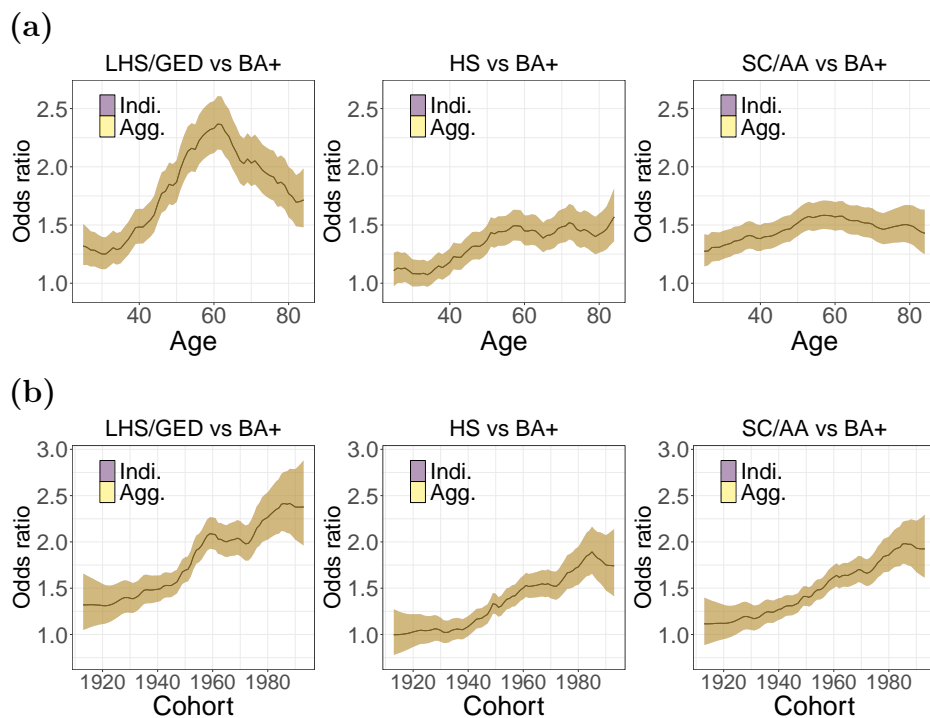 (a)
LHS/GED vs BA+ HS vs BA+ SC/AA vs BA+
Odds ratio
2.5
2.0
1.5
1.0
Indi.
Agg.
40 60 80
Age
Odds ratio
2.5
2.0
1.5
1.0
Indi.
Agg.
40 60 80
Age
Odds ratio
2.5
2.0
1.5
1.0
Indi.
Agg.
40 60 80
Age
(b)
LHS/GED vs BA+ HS vs BA+ SC/AA vs BA+
Odds ratio
3.0
2.5
2.0
1.5
1.0
Indi.
Agg.
1920 1940 1960 1980
Cohort
Odds ratio
3.0
2.5
2.0
1.5
1.0
Indi.
Agg.
1920 1940 1960 1980
Cohort
Odds ratio
3.0
2.5
2.0
1.5
1.0
Indi.
Agg.
1920 1940 1960 1980
Cohort